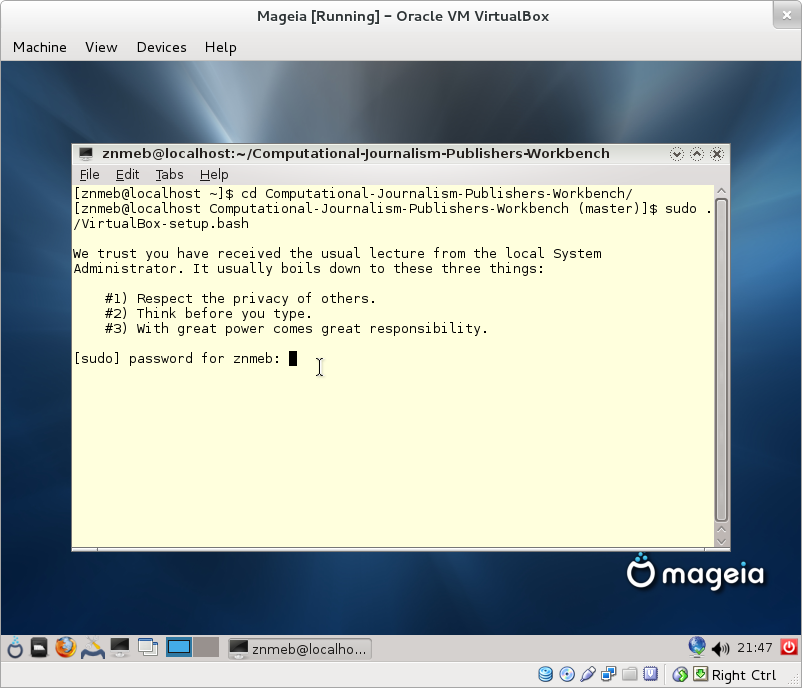 Mageia [Running] – Oracle VM VirtualBox
Machine View Devices Help
znmeb@localhost:~/Computational-Journalism-Publishers-Workbench
File Edit Tabs Help
[znmeb@localhost ~]$ cd Computational-Journalism-Publishers-Workbench/
[znmeb@localhost Computational-Journalism-Publishers-Workbench (master)]$ sudo .
/VirtualBox-setup.bash
We trust you have received the usual lecture from the local System
Administrator. It usually boils down to these three things:
#1) Respect the privacy of others.
#2) Think before you type.
#3) With great power comes great responsibility.
[sudo] password for znmeb:
mageia
znmeb@localho... 21:47
Right Ctrl